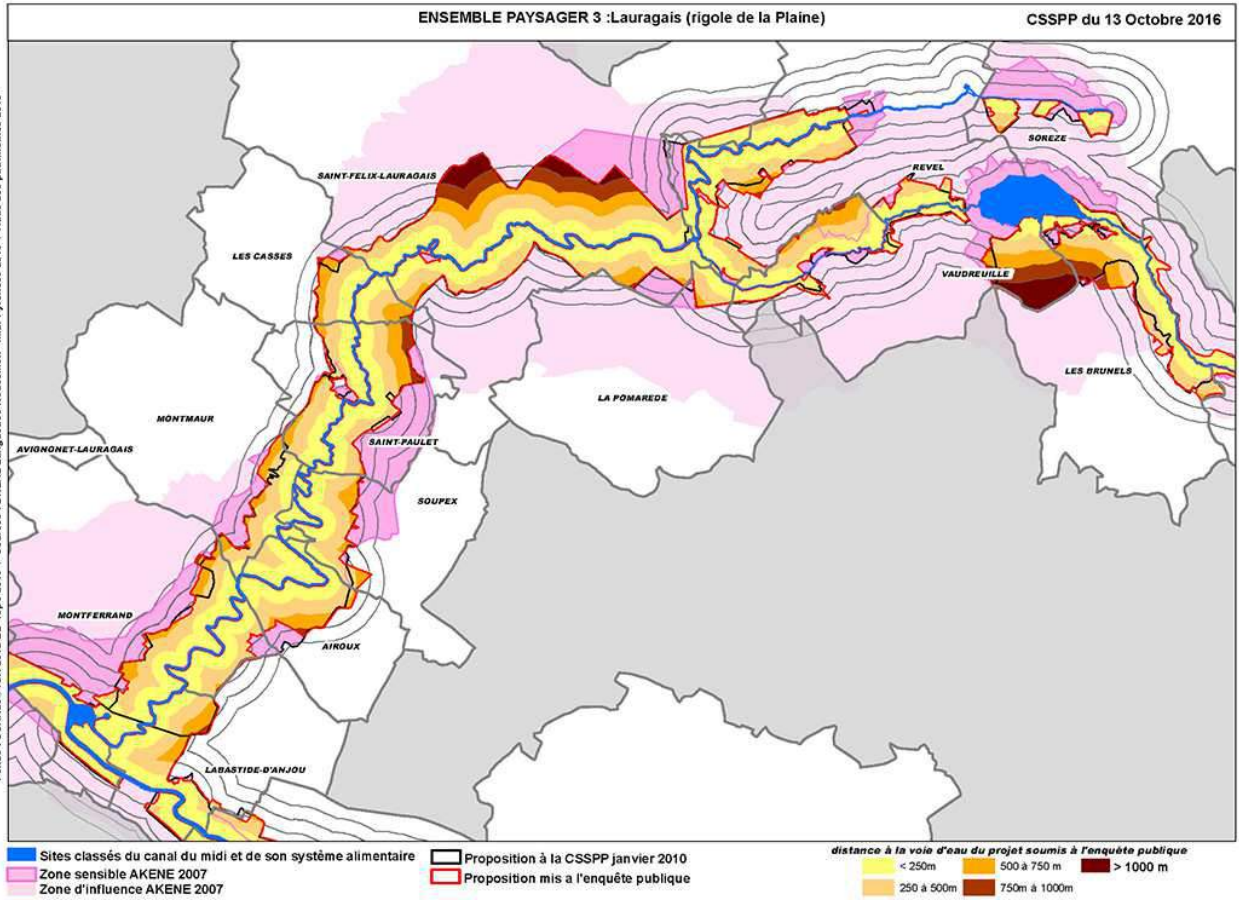 ENSEMBLE PAYSAGER 3 :Lauragais (rigole de la Plaine)
CSSPP du 13 Octobre 2016
SOREZE
REVEL
SAINT-FELIX-LAURAGAIS
LES CASSES
VAUDREUILLE
LES BRUNELS
LA POMAREDE
MONTMAUR
SAINT-PAULET
AVIGNONET-LAURAGAIS
SOUPEX
MONTFERRAND
AIROUX
LABASTIDE-D'ANJOU
Sites classés du canal du midi et de son système alimentaire
Zone sensible AKENE 2007
Zone d'influence AKENE 2007
Proposition à la CSSPP janvier 2010
Proposition mis a l'enquête publique
distance à la voie d'eau du projet soumis à l'enquête publique
< 250m
250 à 500m
500 à 750 m
750m à 1000m
> 1000 m